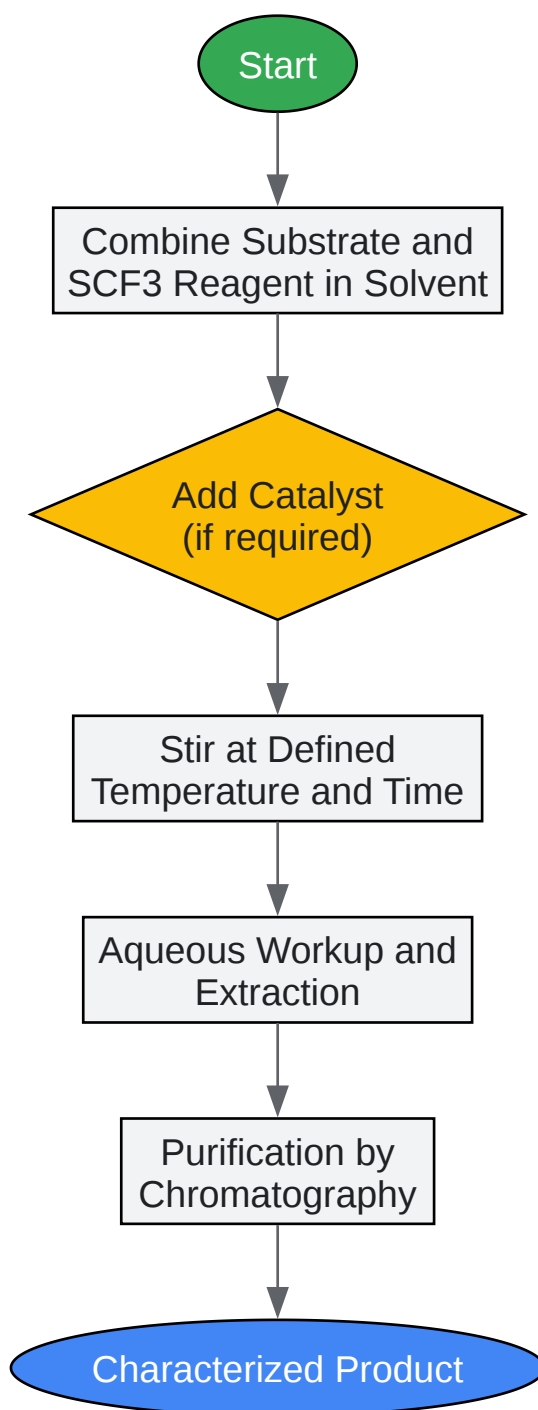 Start
Combine Substrate and
SCF3 Reagent in Solvent
Add Catalyst
(if required)
Stir at Defined
Temperature and Time
Aqueous Workup and
Extraction
Purification by
Chromatography
Characterized Product